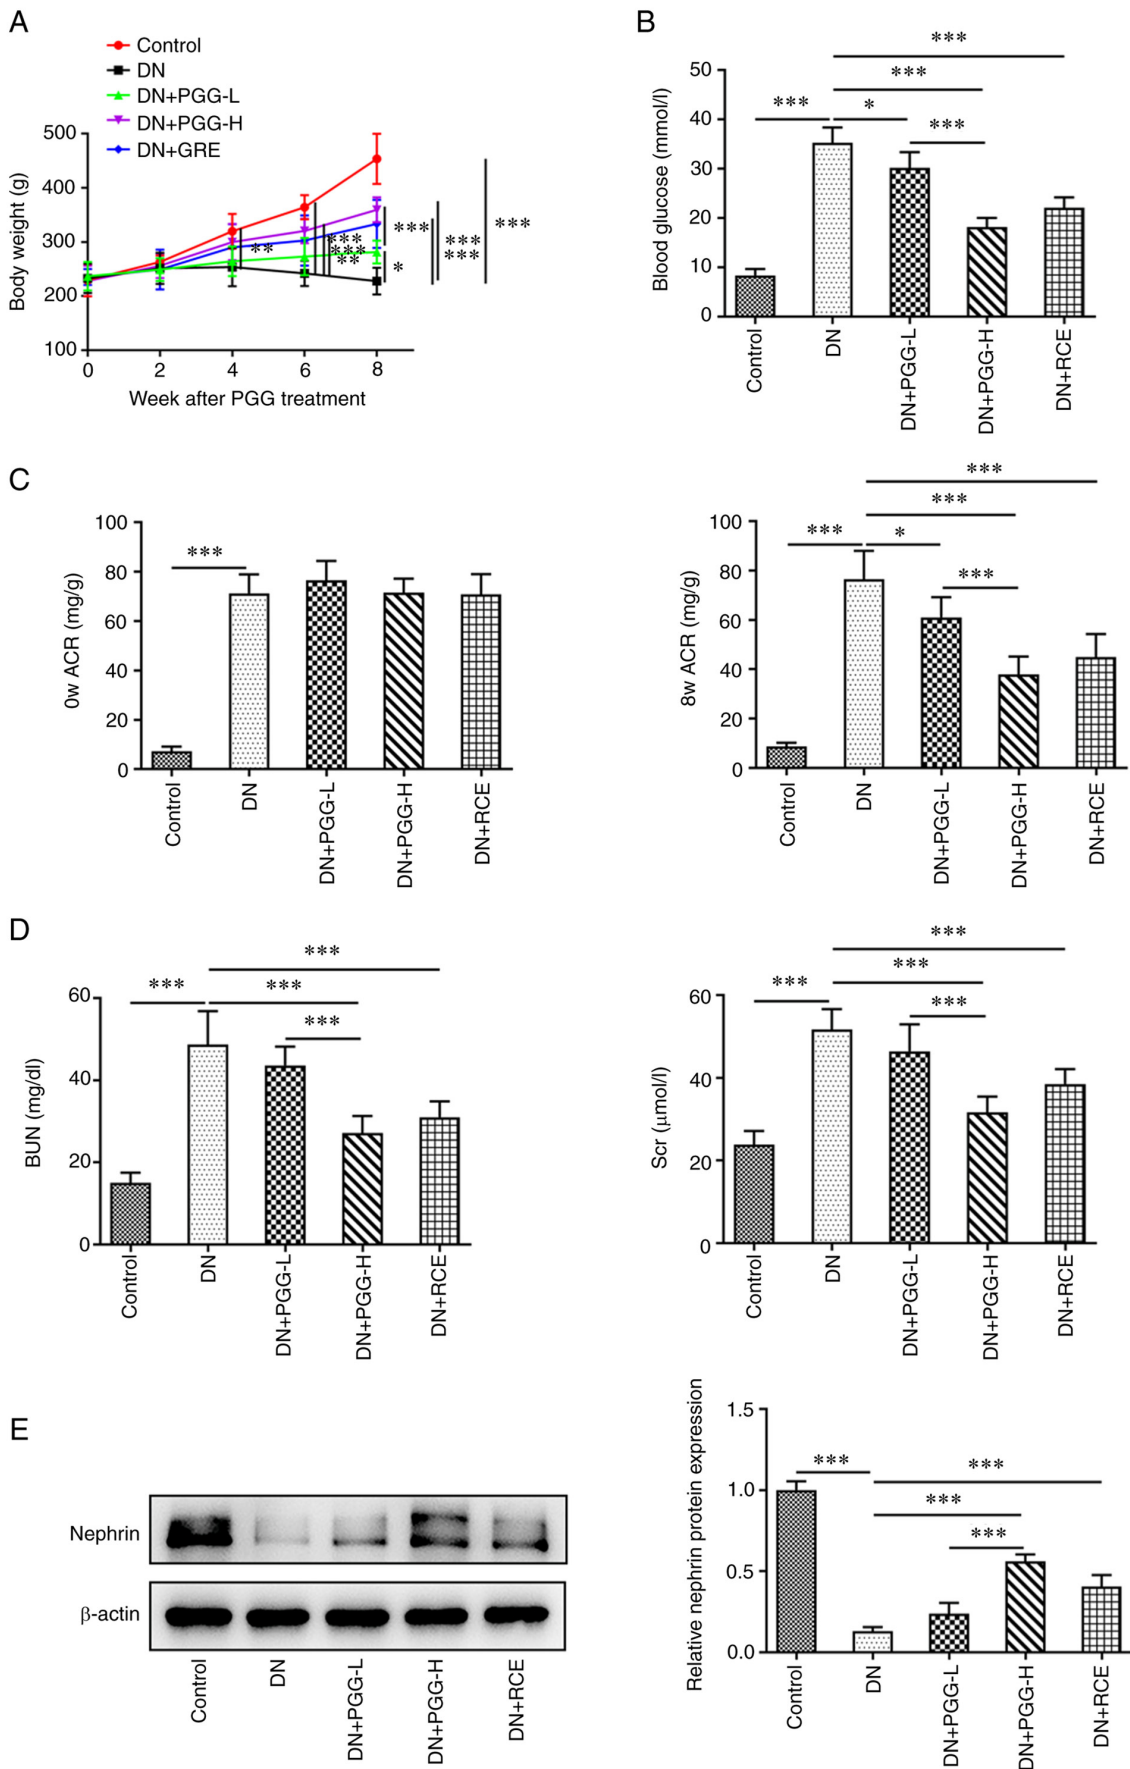 A
Control
DN
DN+PGG-L
DN+PGG-H
DN+GRE
Body weight (g)
500
400
300
200
100
0 2 4 6 8
Week after PGG treatment
**
***
***
**
***
*
***
***
***
B
Blood glucose (mmol/l)
50
40
30
20
10
0
***
***
*** *
***
Control
DN
DN+PGG-L
DN+PGG-H
DN+RCE
C
0w ACR (mg/g)
100
80
60
40
20
0
***
Control
DN
DN+PGG-L
DN+PGG-H
DN+RCE
8w ACR (mg/g)
100
80
60
40
20
0
***
***
*** *
***
Control
DN
DN+PGG-L
DN+PGG-H
DN+RCE
D
BUN (mg/dl)
60
40
20
0
***
*** ***
***
Control
DN
DN+PGG-L
DN+PGG-H
DN+RCE
Scr (μmol/l)
60
40
20
0
***
***
***
***
Control
DN
DN+PGG-L
DN+PGG-H
DN+RCE
E
Nephrin
β-actin
Control
DN
DN+PGG-L
DN+PGG-H
DN+RCE
Relative nephrin protein expression
1.5
1.0
0.5
0.0
***
***
***
***
Control
DN
DN+PGG-L
DN+PGG-H
DN+RCE